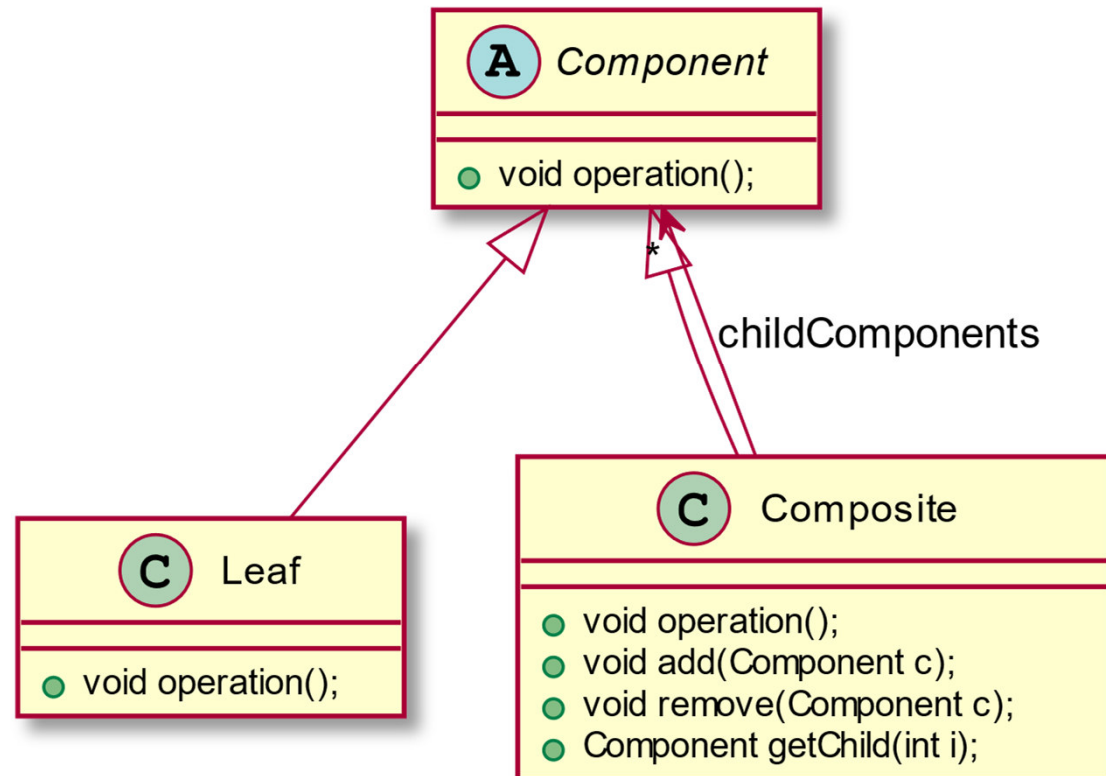 A Component
void operation();
*
childComponents
C Leaf
void operation();
C Composite
void operation();
void add(Component c);
void remove(Component c);
Component getChild(int i);